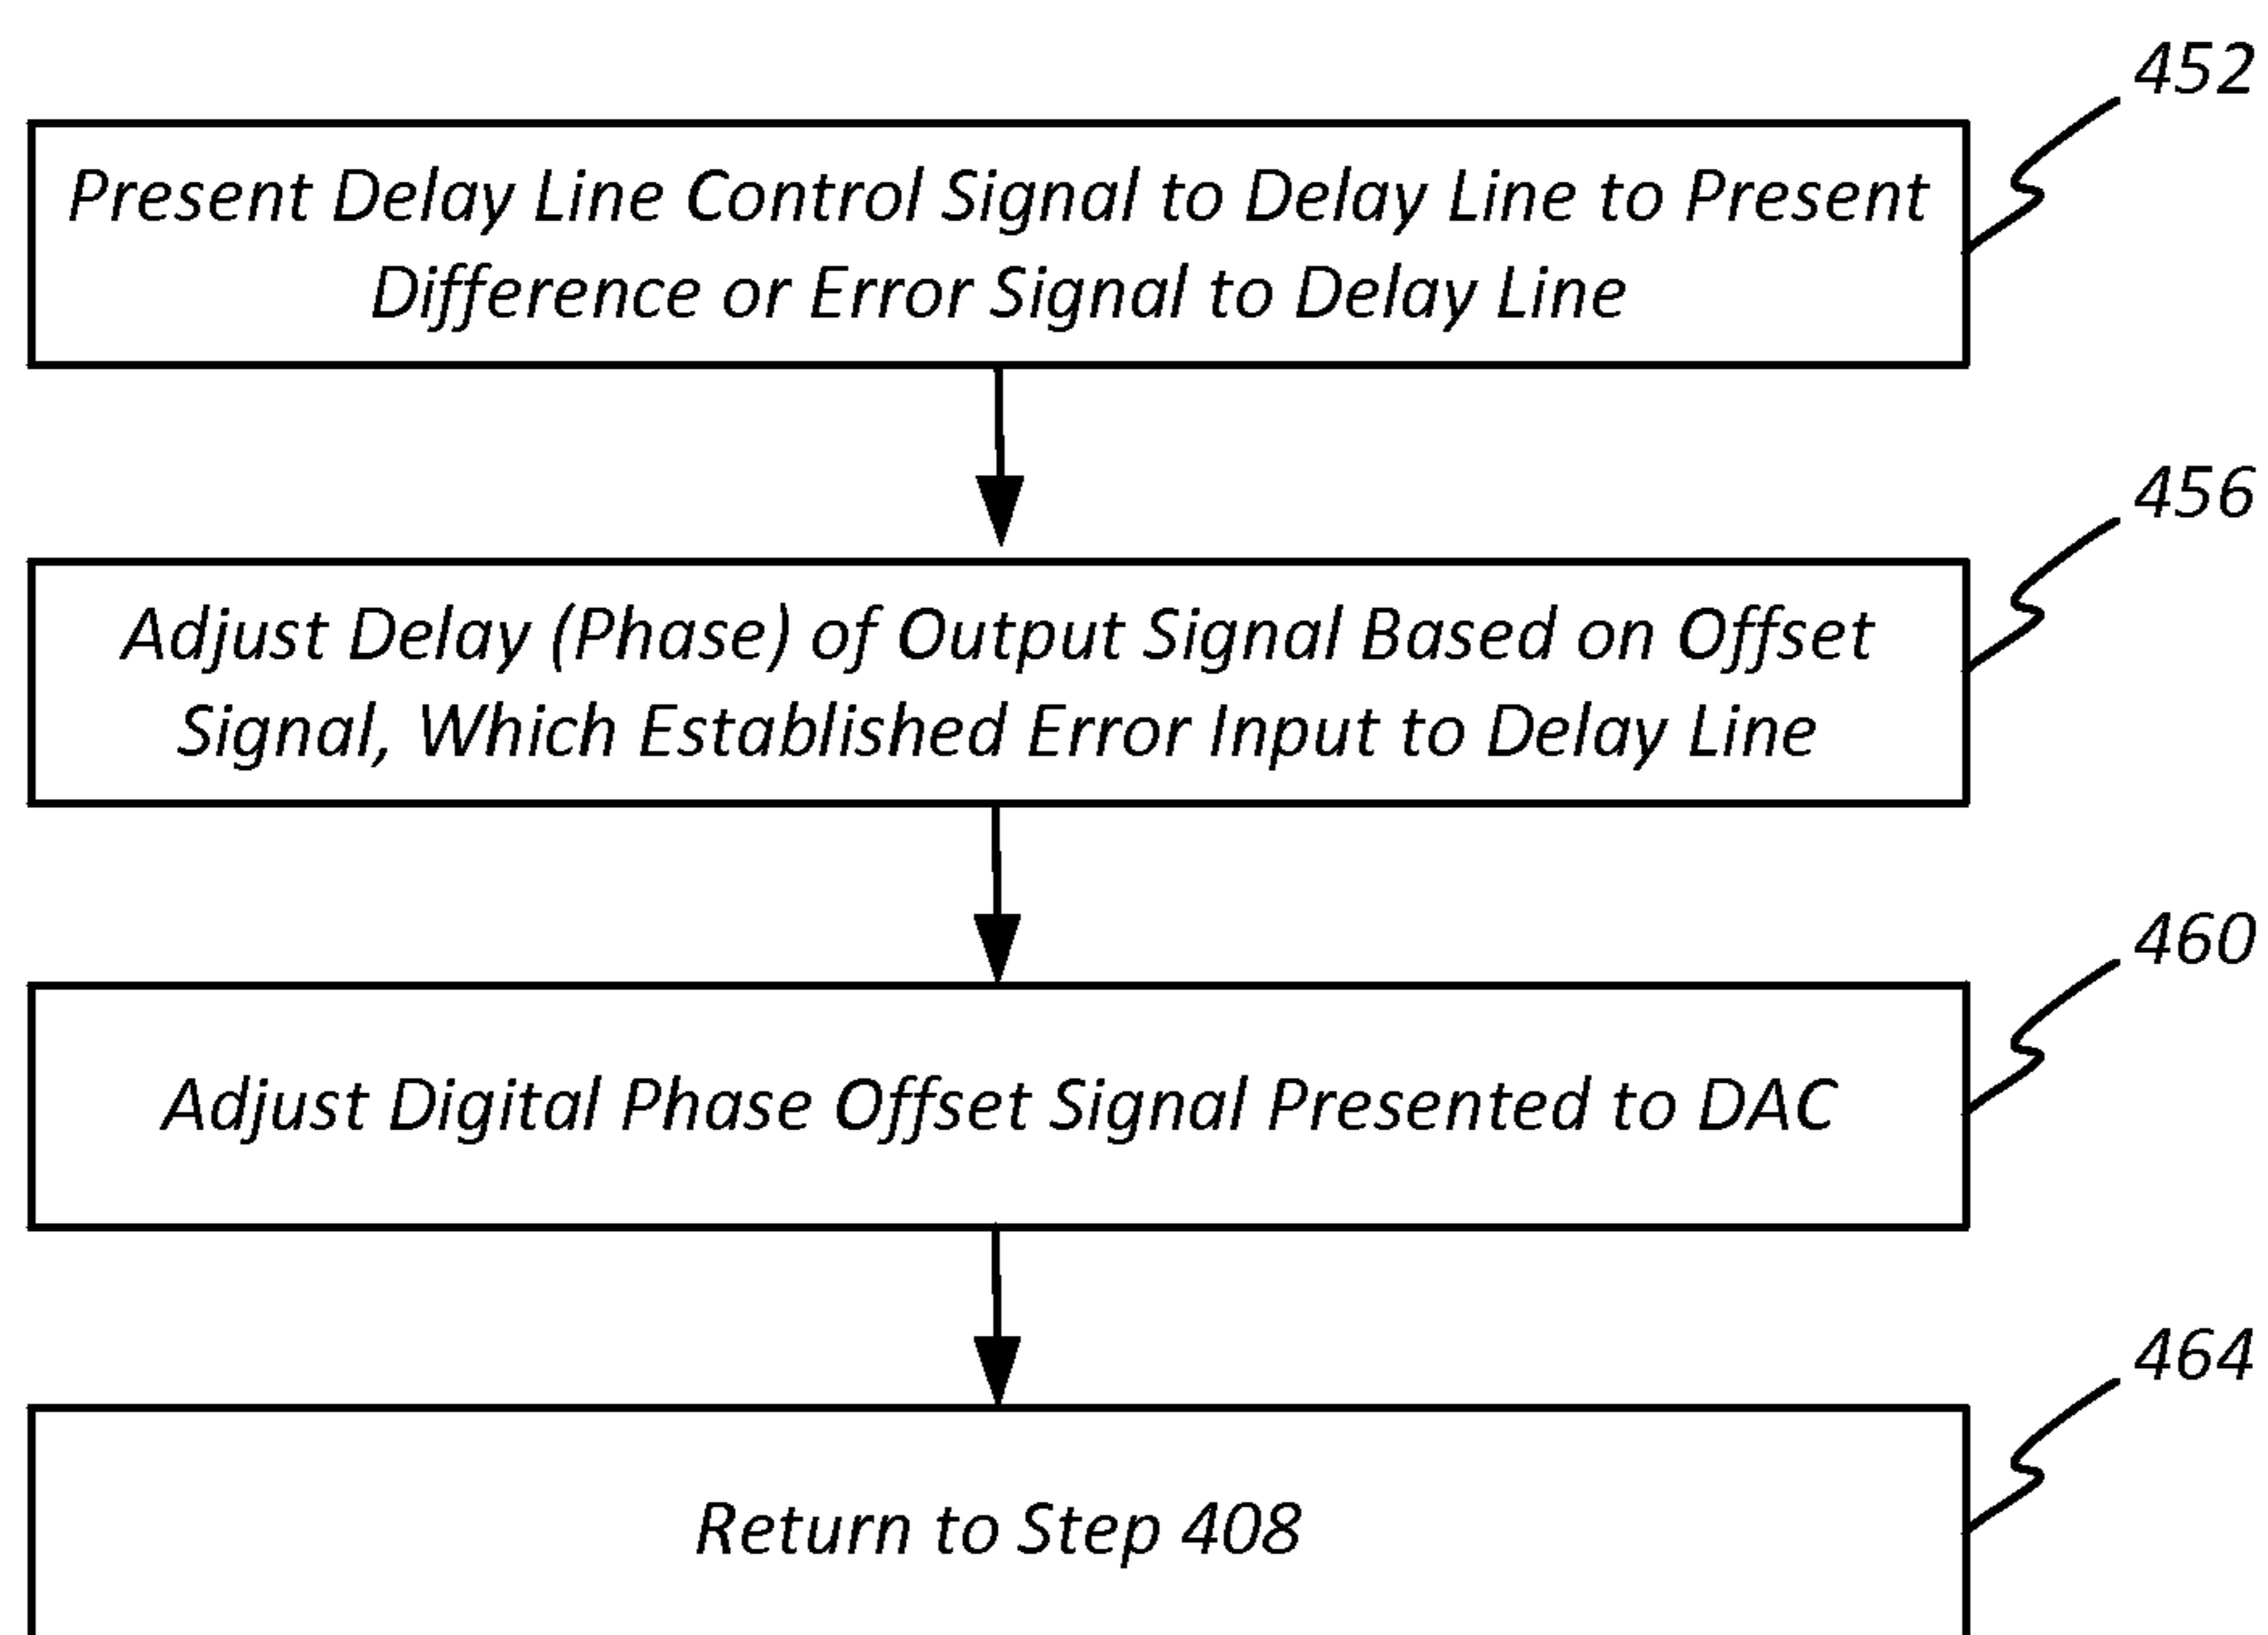 452
Present Delay Line Control Signal to Delay Line to Present
Difference or Error Signal to Delay Line
456
Adjust Delay (Phase) of Output Signal Based on Offset
Signal, Which Established Error Input to Delay Line
460
Adjust Digital Phase Offset Signal Presented to DAC
464
Return to Step 408